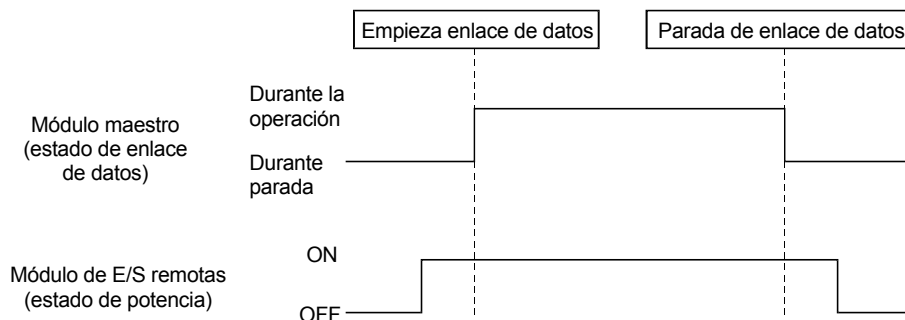 Empieza enlace de datos
Parada de enlace de datos
Durante la
operación
Módulo maestro
(estado de enlace
de datos)
Durante
parada
ON
Módulo de E/S remotas
(estado de potencia)
OFF